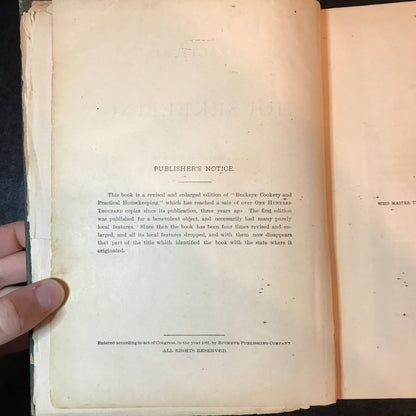 PUBLISHER'S NOTICE.
This book is a revised and enlarged edition of "Buckeye Cookery and
Practical Housekeeping," which has reached a sale of over ONE HUNDRED
THOUSAND copies since its publication, three years ago The first edition
was published for a benevolent object, and necessarily had many purely
local features. Since then the book has been four times revised and en-
larged, and all its local features dropped, and with them now disappears
that part of the title which identified the book with the state where it
originated.
Entered according to act of Congress, in the year 1881, by BUCKEYE PUBLISHING COMPANY
ALL RIGHTS RESERVED.
WHO MASTER